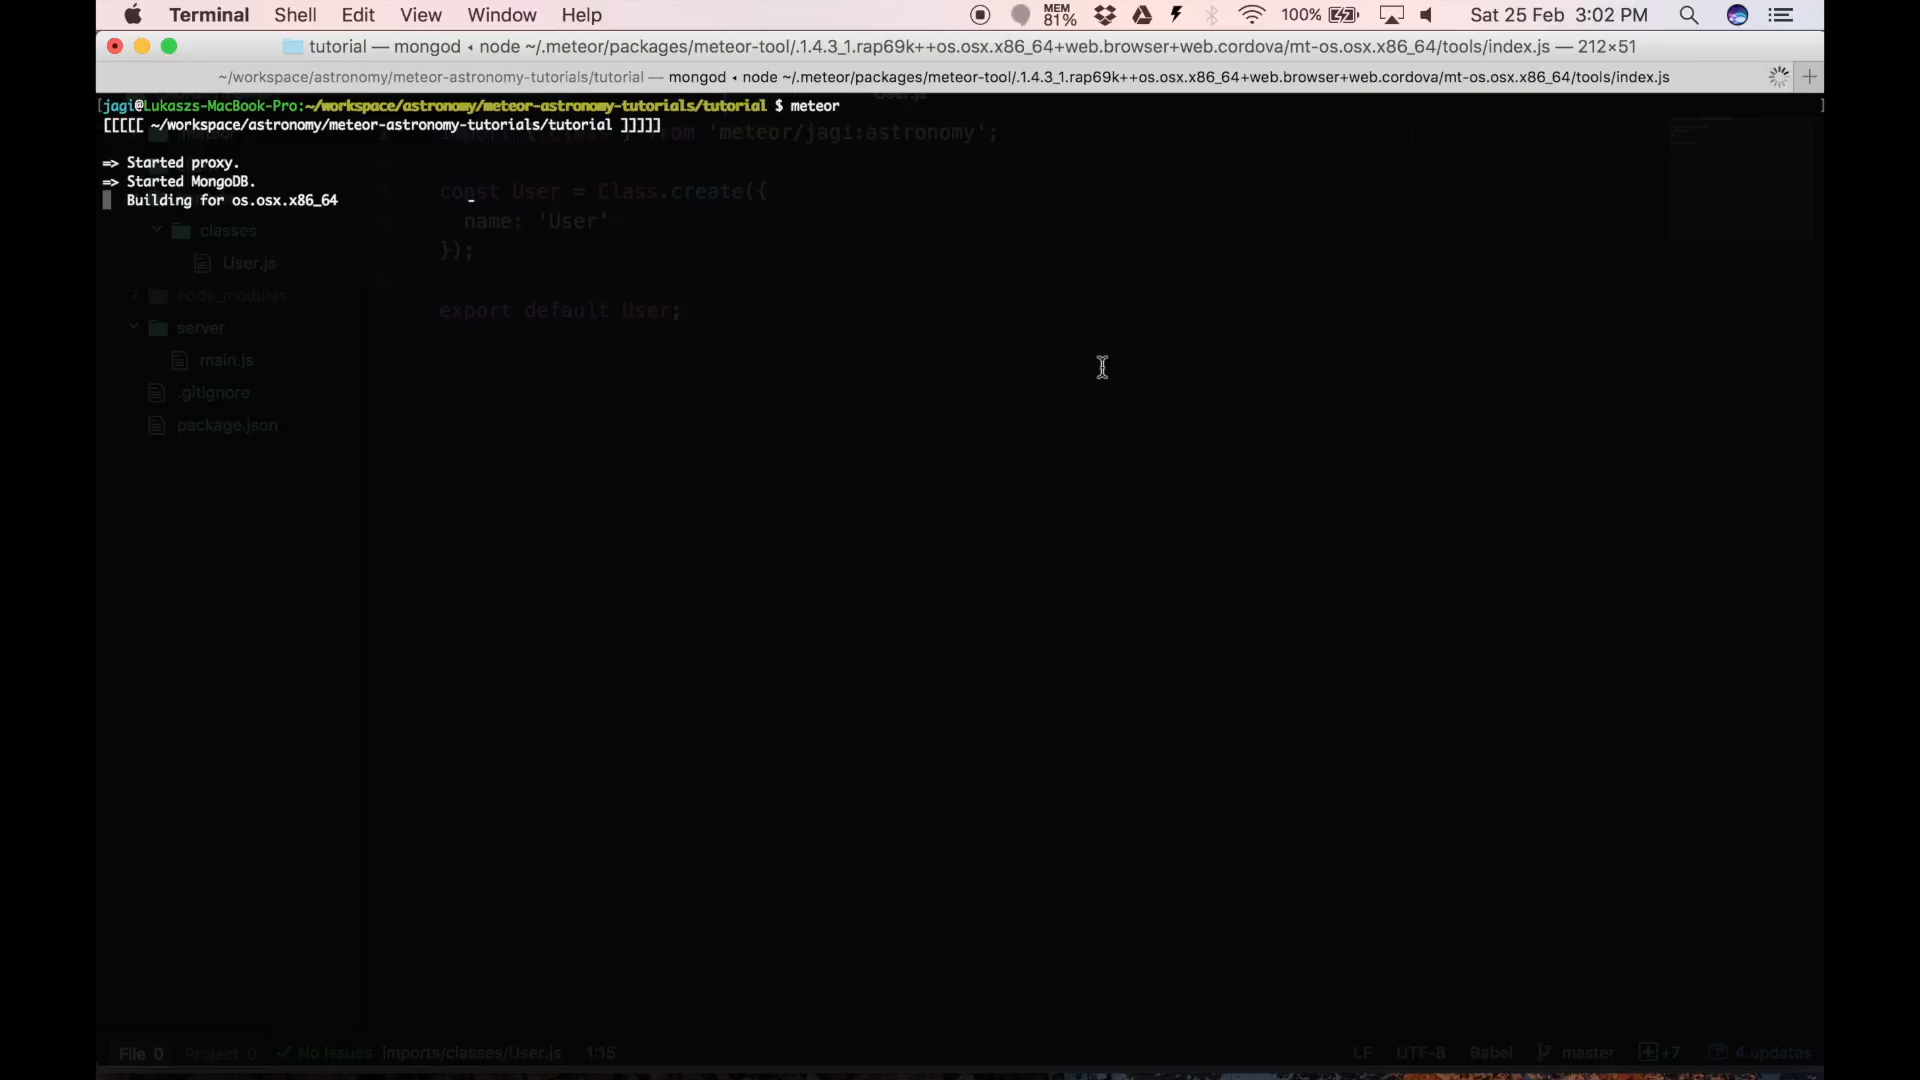 Terminal Shell Edit View Window Help MEM 81% 100% Sat 25 Feb 3:02 PM
tutorial — mongod ◂ node ~/.meteor/packages/meteor-tool/.1.4.3_1.rap69k++os.osx.x86_64+web.browser+web.cordova/mt-os.osx.x86_64/tools/index.js — 212×51
~/workspace/astronomy/meteor-astronomy-tutorials/tutorial — mongod ◂ node ~/.meteor/packages/meteor-tool/.1.4.3_1.rap69k++os.osx.x86_64+web.browser+web.cordova/mt-os.osx.x86_64/tools/index.js
[jagi@Lukaszs-MacBook-Pro:~/workspace/astronomy/meteor-astronomy-tutorials/tutorial $ meteor ]
[[[[[ ~/workspace/astronomy/meteor-astronomy-tutorials/tutorial ]]]]]
from 'meteor/jagi:astronomy';
=> Started proxy.
=> Started MongoDB.
const User = Class.create({
Building for os.osx.x86_64 -
name: 'User'
classes
});
User.js
node_modules
export default User;
server
main.js
.gitignore
package.json
File 0 Project 0 No Issues imports/classes/User.js 1:15 LF UTF-8 Babel master +7 4 updates